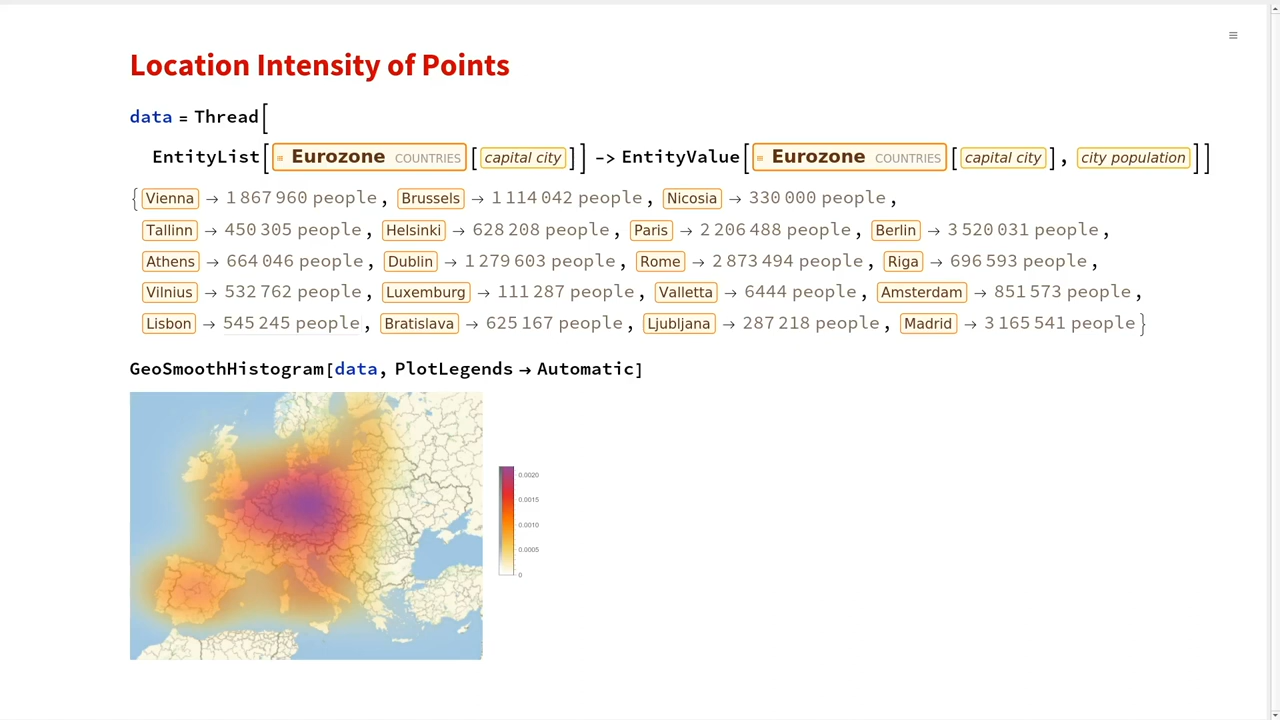 ≡
Location Intensity of Points
data = Thread[
EntityList[≡ Eurozone COUNTRIES [capital city]] -> EntityValue[≡ Eurozone COUNTRIES [capital city], city population]]
{Vienna → 1 867 960 people, Brussels → 1 114 042 people, Nicosia → 330 000 people,
Tallinn → 450 305 people, Helsinki → 628 208 people, Paris → 2 206 488 people, Berlin → 3 520 031 people,
Athens → 664 046 people, Dublin → 1 279 603 people, Rome → 2 873 494 people, Riga → 696 593 people,
Vilnius → 532 762 people, Luxemburg → 111 287 people, Valletta → 6444 people, Amsterdam → 851 573 people,
Lisbon → 545 245 people, Bratislava → 625 167 people, Ljubljana → 287 218 people, Madrid → 3 165 541 people}
GeoSmoothHistogram[data, PlotLegends → Automatic]
0.0020
0.0015
0.0010
0.0005
0